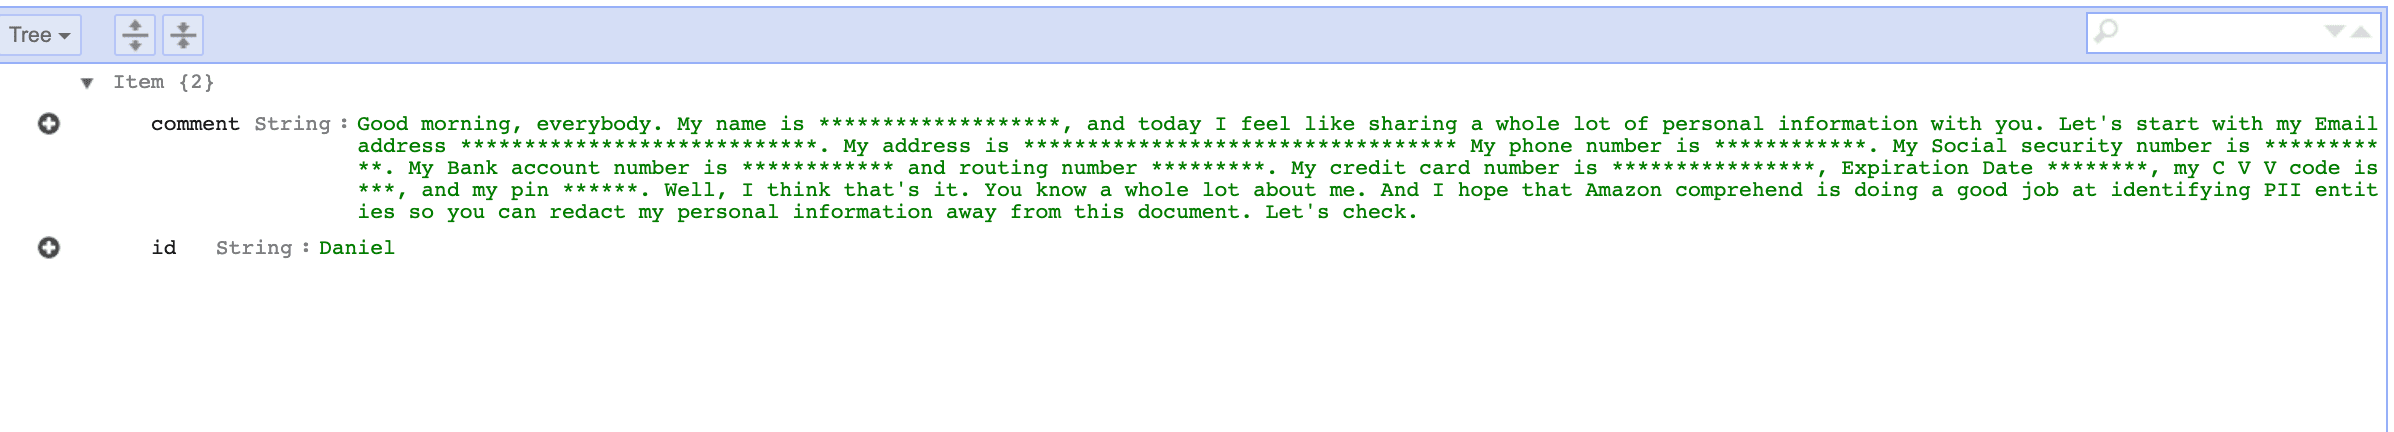 Tree
Item {2}
comment String : Good morning, everybody. My name is *******************, and today I feel like sharing a whole lot of personal information with you. Let's start with my Email
address ****************************. My address is ********************************** My phone number is ************. My Social security number is *********
**. My Bank account number is ************ and routing number *********. My credit card number is ****************, Expiration Date ********, my C V V code is
***, and my pin ******. Well, I think that's it. You know a whole lot about me. And I hope that Amazon comprehend is doing a good job at identifying PII entit
ies so you can redact my personal information away from this document. Let's check.
id String : Daniel